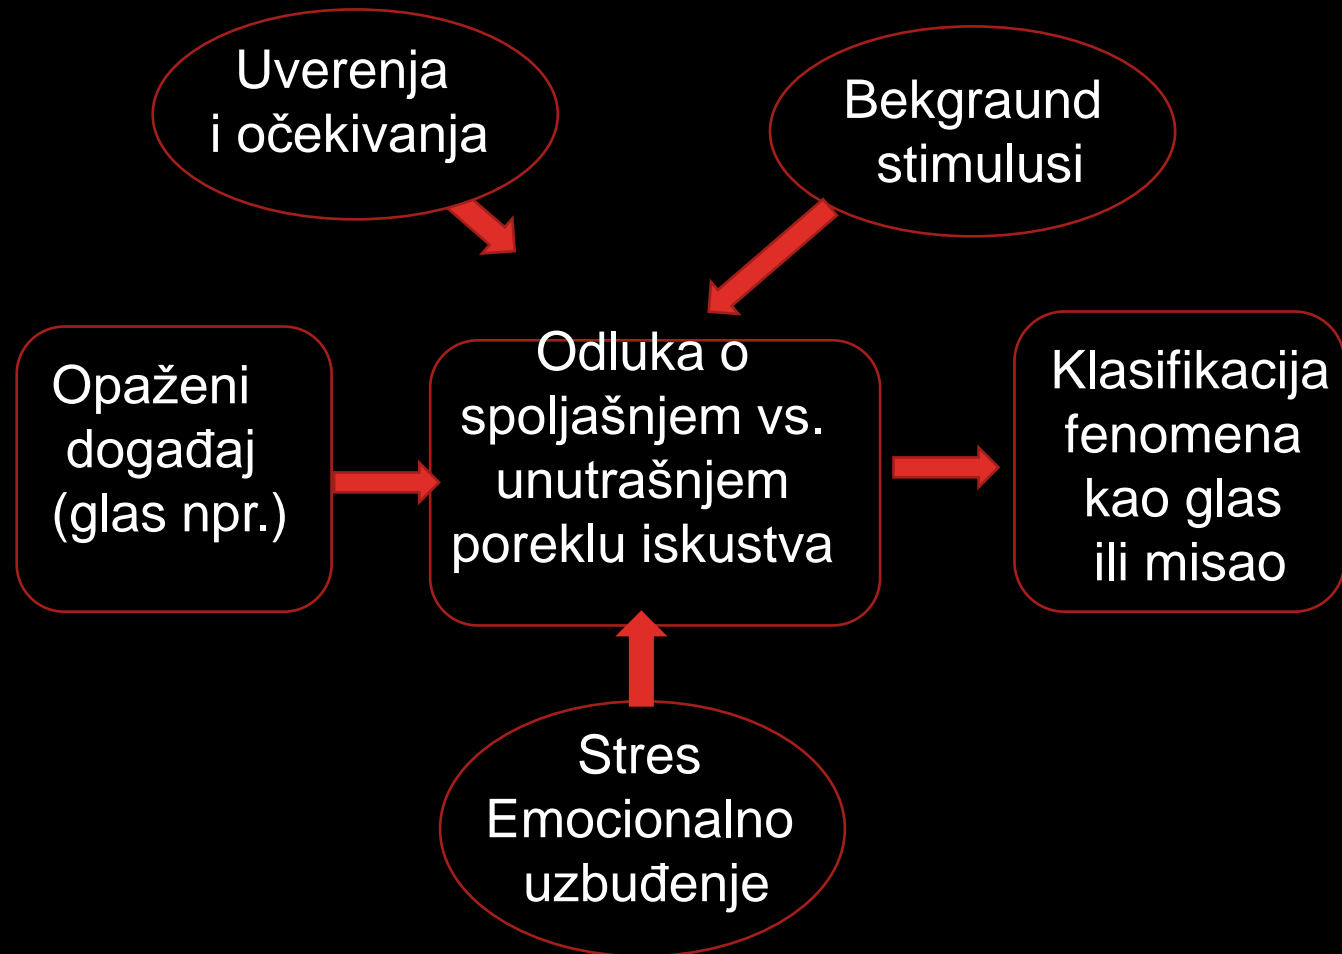 Uverenja
i očekivanja
Bekgraund
stimulusi
Opaženi
događaj
(glas npr.)
Odluka o
spoljašnjem vs.
unutrašnjem
poreklu iskustva
Klasifikacija
fenomena
kao glas
ili misao
Stres
Emocionalno
uzbuđenje